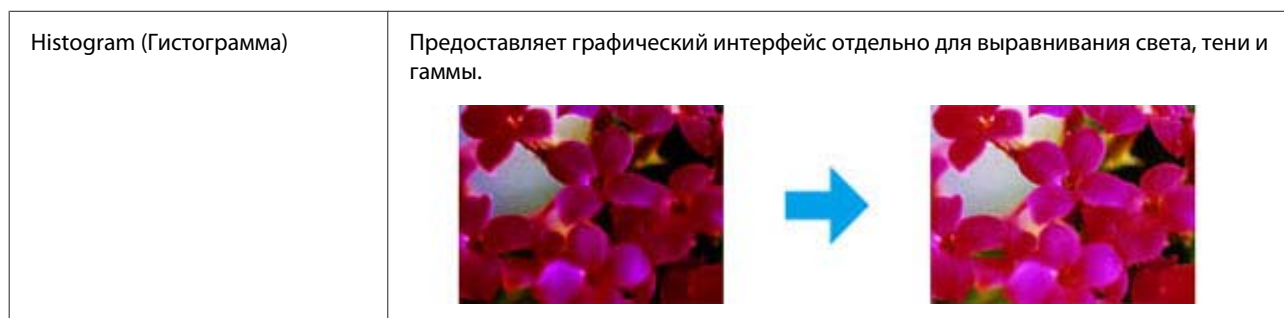 Histogram (Гистограмма)
Предоставляет графический интерфейс отдельно для выравнивания света, тени и
гаммы.